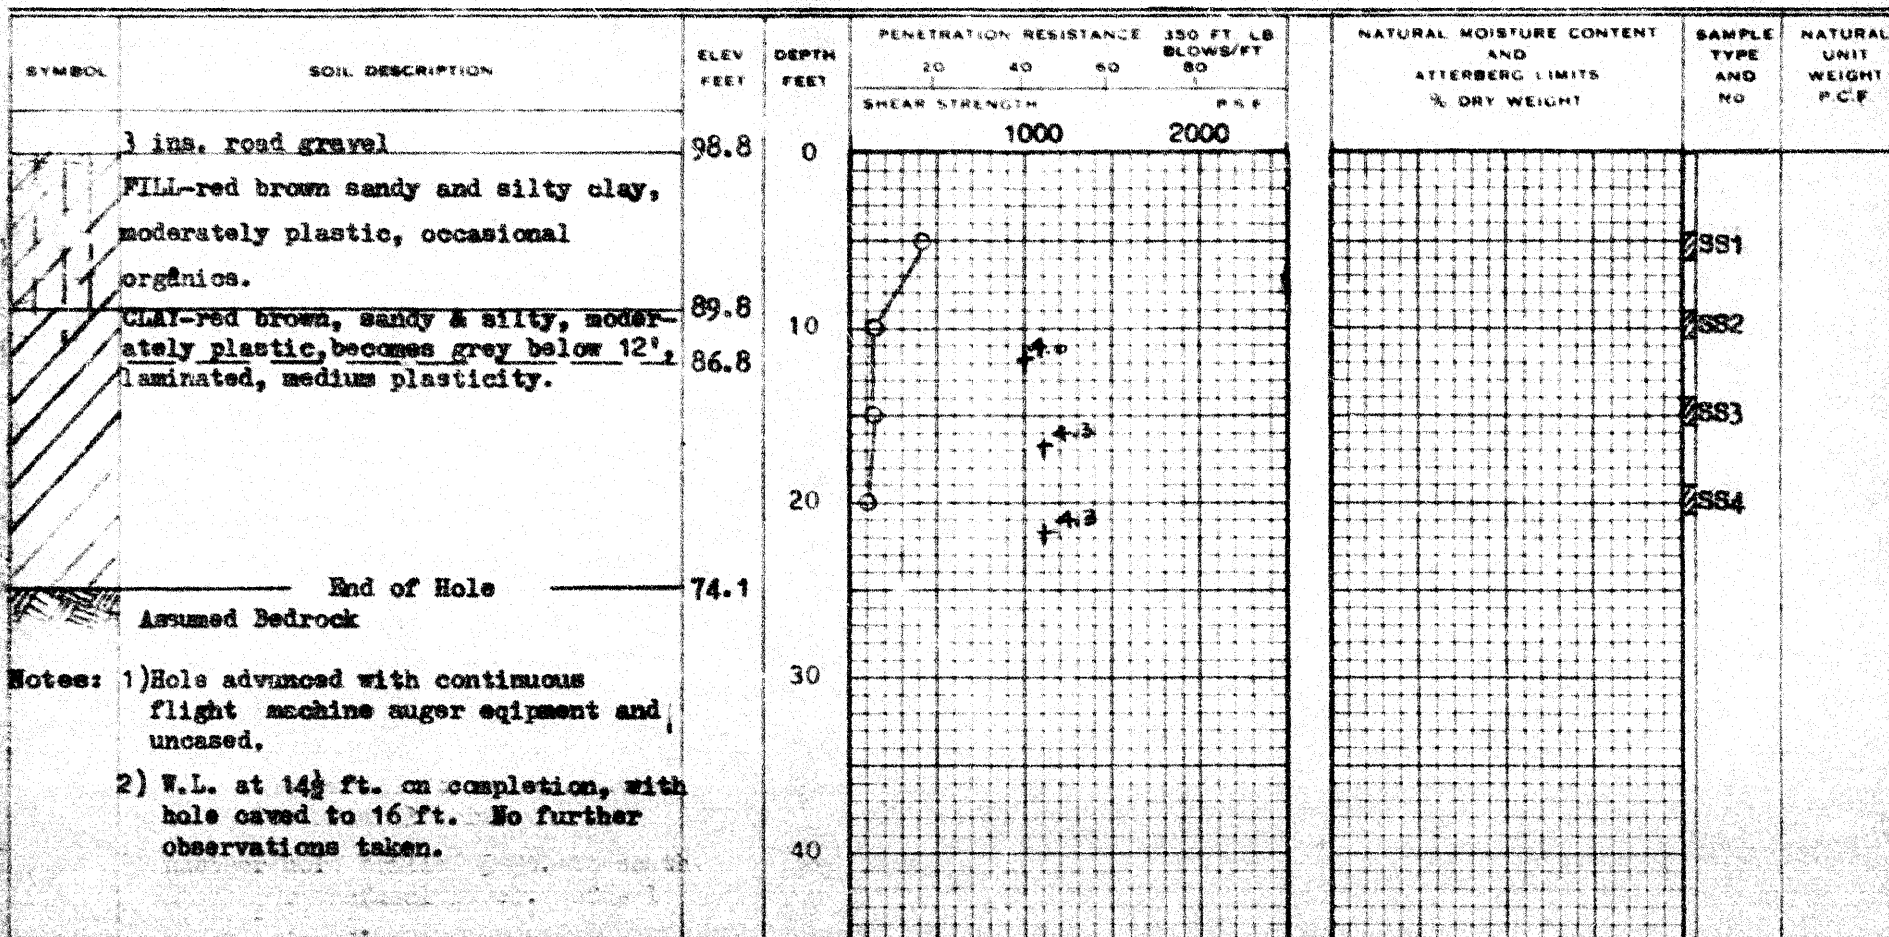 SYMBOL
SOIL DESCRIPTION
ELEV
FEET
DEPTH
FEET
PENETRATION RESISTANCE 350 FT. LB
BLOWS/FT
20 40 60 80
SHEAR STRENGTH P.S.F
1000 2000
NATURAL MOISTURE CONTENT
AND
ATTERBERG LIMITS
% DRY WEIGHT
SAMPLE
TYPE
AND
NO
NATURAL
UNIT
WEIGHT
P.C.F
3 ins. road gravel
98.8
0
FILL-red brown sandy and silty clay,
moderately plastic, occasional
organics.
SS1
89.8
CLAY-red brown, sandy & silty, moder-
10
SS2
ately plastic, becomes grey below 12',
86.8
4.0
laminated, medium plasticity.
SS3
4.3
20
SS4
4.3
End of Hole
74.1
Assumed Bedrock
Notes: 1) Hole advanced with continuous
30
flight machine auger eqipment and
uncased.
2) W.L. at 14½ ft. on completion, with
hole caved to 16 ft. No further
observations taken.
40